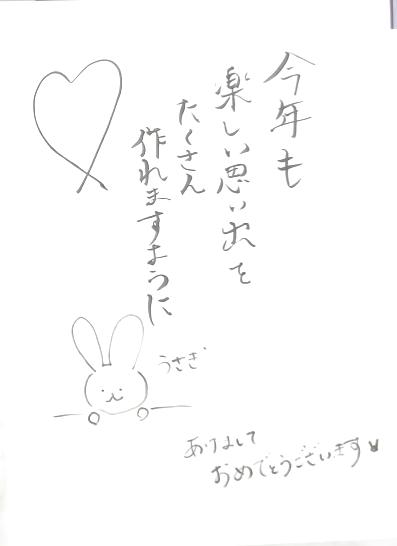 今年も
楽しい思い出を
たくさん
作れますように
うさぎ
あけまして
おめでとうございます